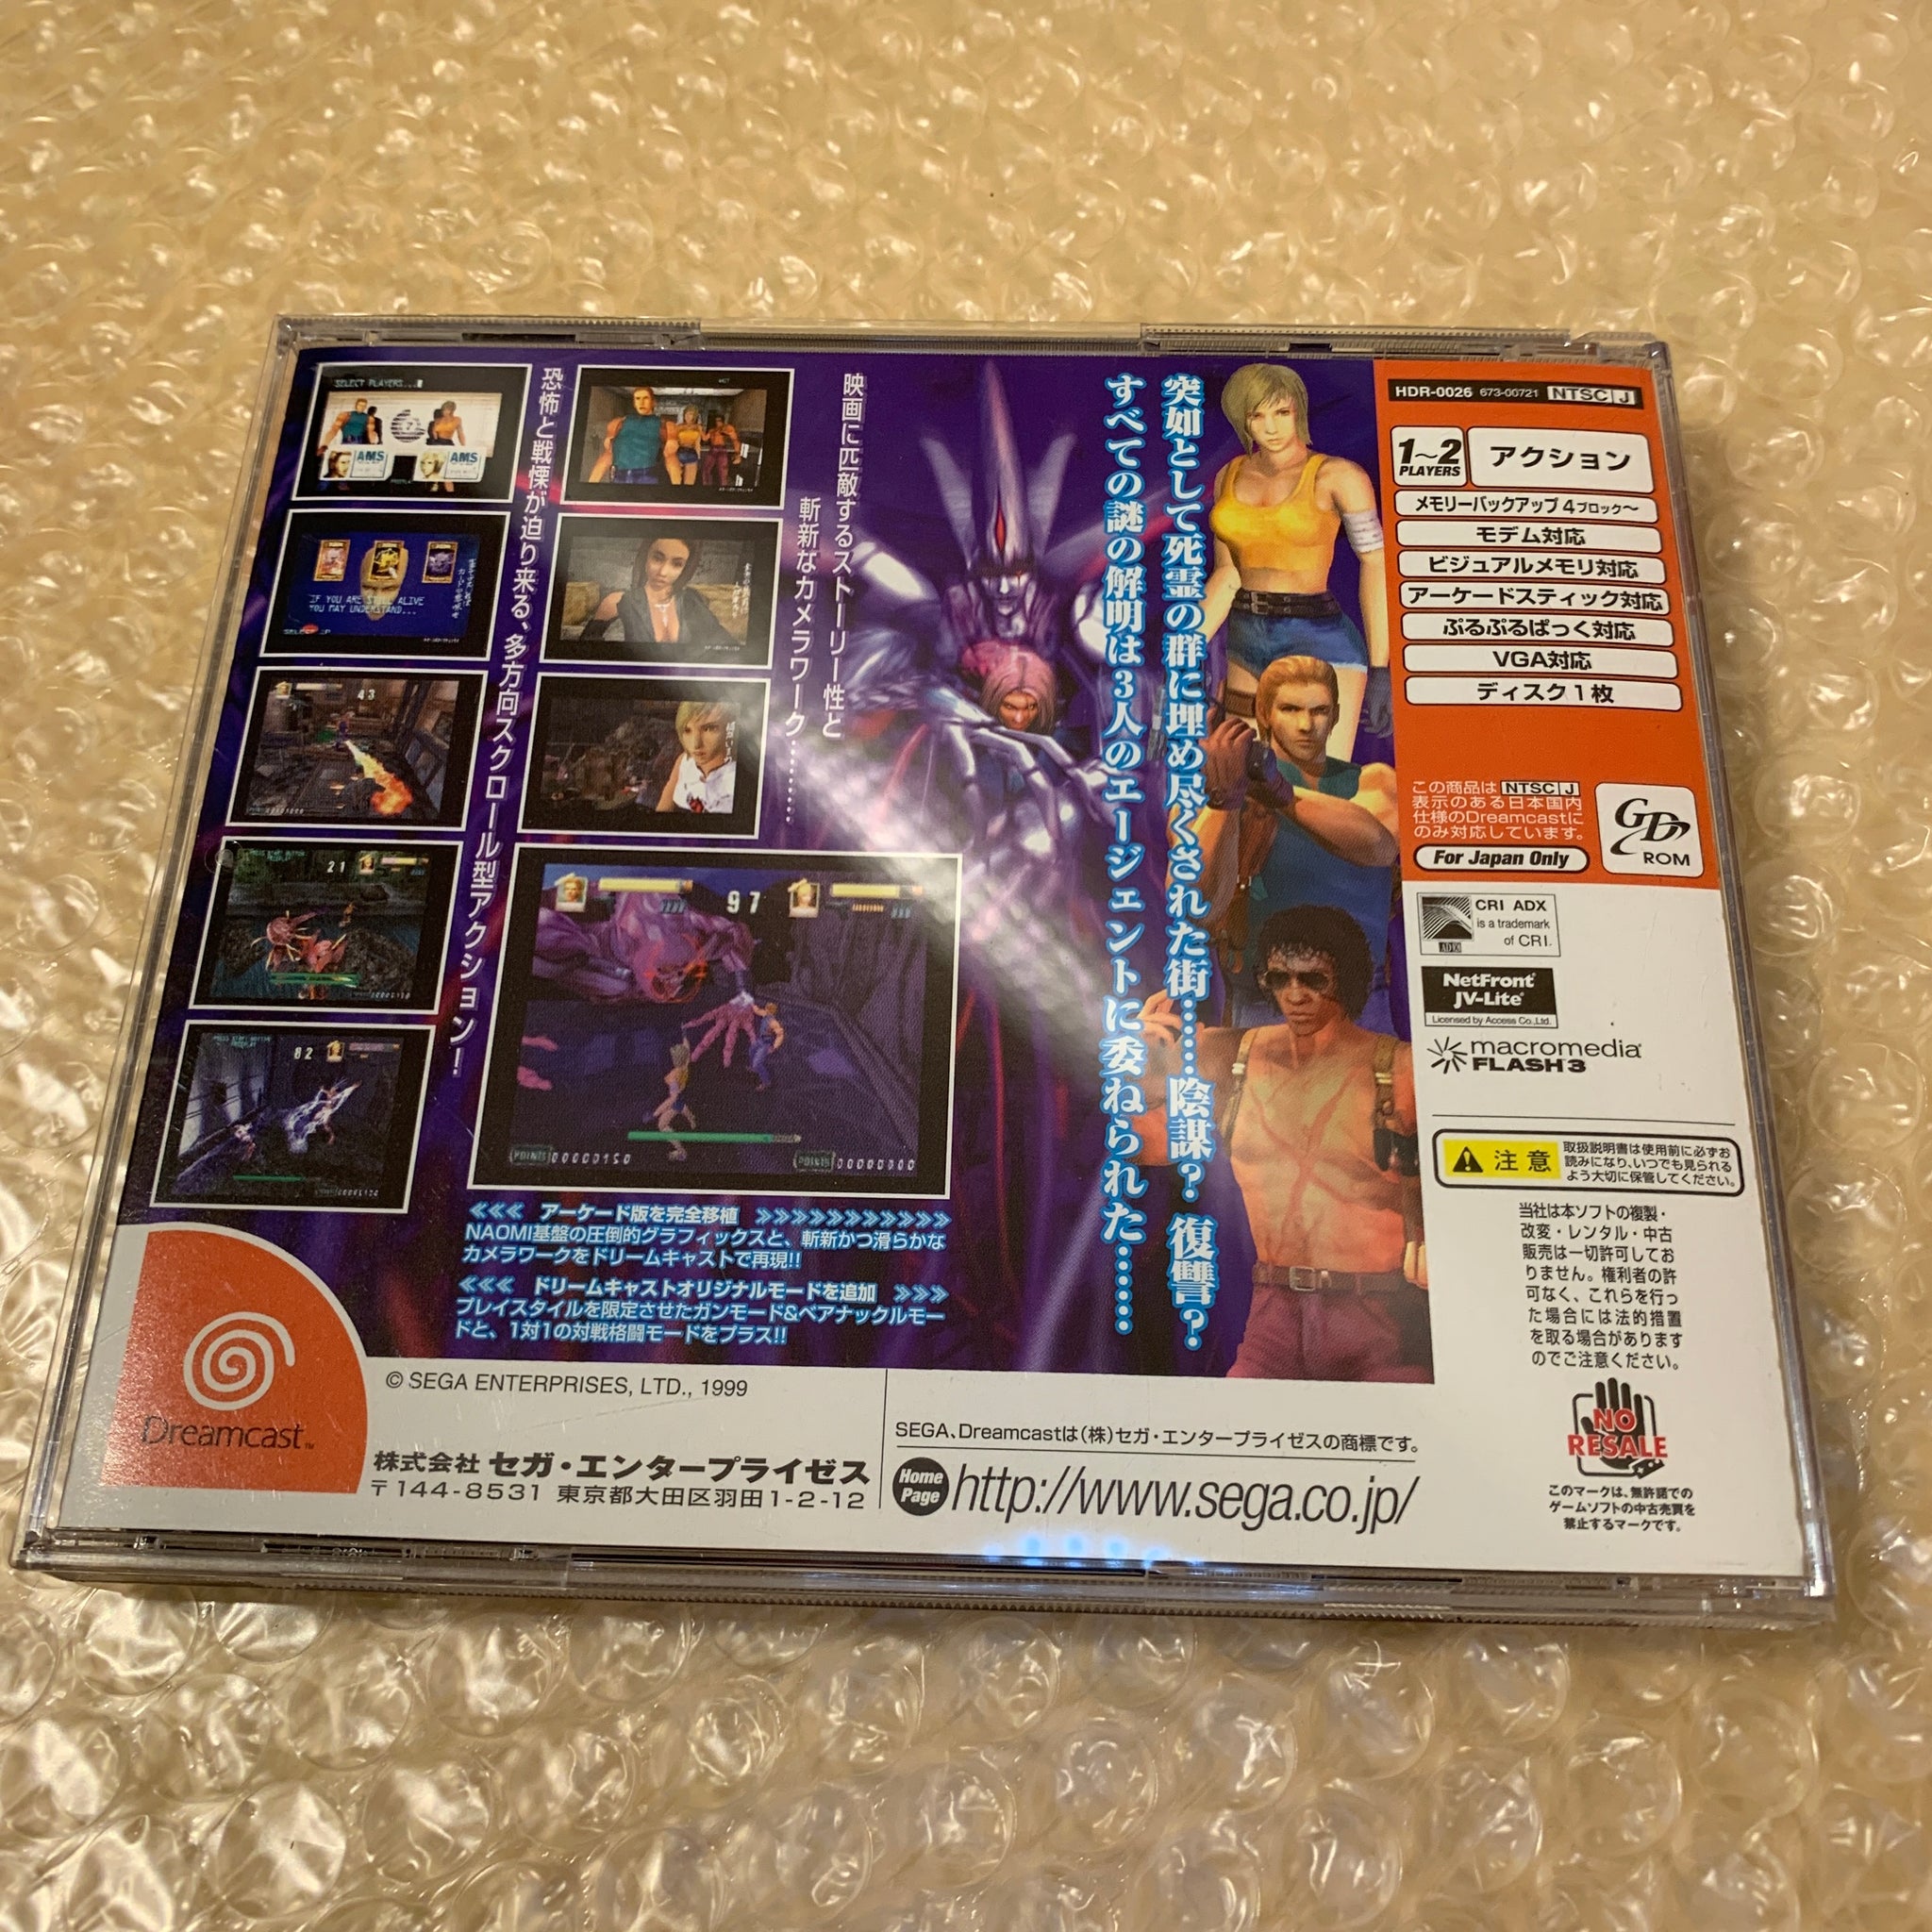 突如として死霊の群に埋め尽くされた街……陰謀？復讐？
すべての謎の解明は3人のエージェントに委ねられた……
映画に匹敵するストーリー性と
斬新なカメラワーク………
恐怖と戦慄が迫り来る、多方向スクロール型アクション！
SELECT PLAYERS...
AMS
AMS
IF YOU ARE STILL ALIVE
YOU MAY UNDERSTAND...
43
21
82
97
POINTS 00000150
POINTS 00000000
<<< アーケード版を完全移植 >>>>>>>>>>>
NAOMI基盤の圧倒的グラフィックスと、斬新かつ滑らかな
カメラワークをドリームキャストで再現!!
<<< ドリームキャストオリジナルモードを追加 >>>
プレイスタイルを限定させたガンモード&ベアナックルモー
ドと、1対1の対戦格闘モードをプラス!!
Dreamcast™
© SEGA ENTERPRISES, LTD., 1999
株式会社 セガ・エンタープライゼス
〒144-8531 東京都大田区羽田1-2-12
SEGA、Dreamcastは(株)セガ・エンタープライゼスの商標です。
Home Page http://www.sega.co.jp/
HDR-0026 673-00721 NTSC J
1～2 PLAYERS
アクション
メモリーバックアップ4ブロック～
モデム対応
ビジュアルメモリ対応
アーケードスティック対応
ぷるぷるぱっく対応
VGA対応
ディスク1枚
この商品は NTSC J
表示のある日本国内
仕様のDreamcastに
のみ対応しています。
For Japan Only
GD ROM
CRI ADX
is a trademark
of CRI.
NetFront
JV-Lite
Licensed by Access Co.,Ltd.
macromedia
FLASH 3
注意
取扱説明書は使用前に必ずお
読みになり、いつでも見られる
よう大切に保管してください。
当社は本ソフトの複製・
改変・レンタル・中古
販売は一切許可してお
りません。権利者の許
可なく、これらを行っ
た場合には法的措置
を取る場合があります
のでご注意ください。
NO
RESALE
このマークは、無許諾での
ゲームソフトの中古売買を
禁止するマークです。